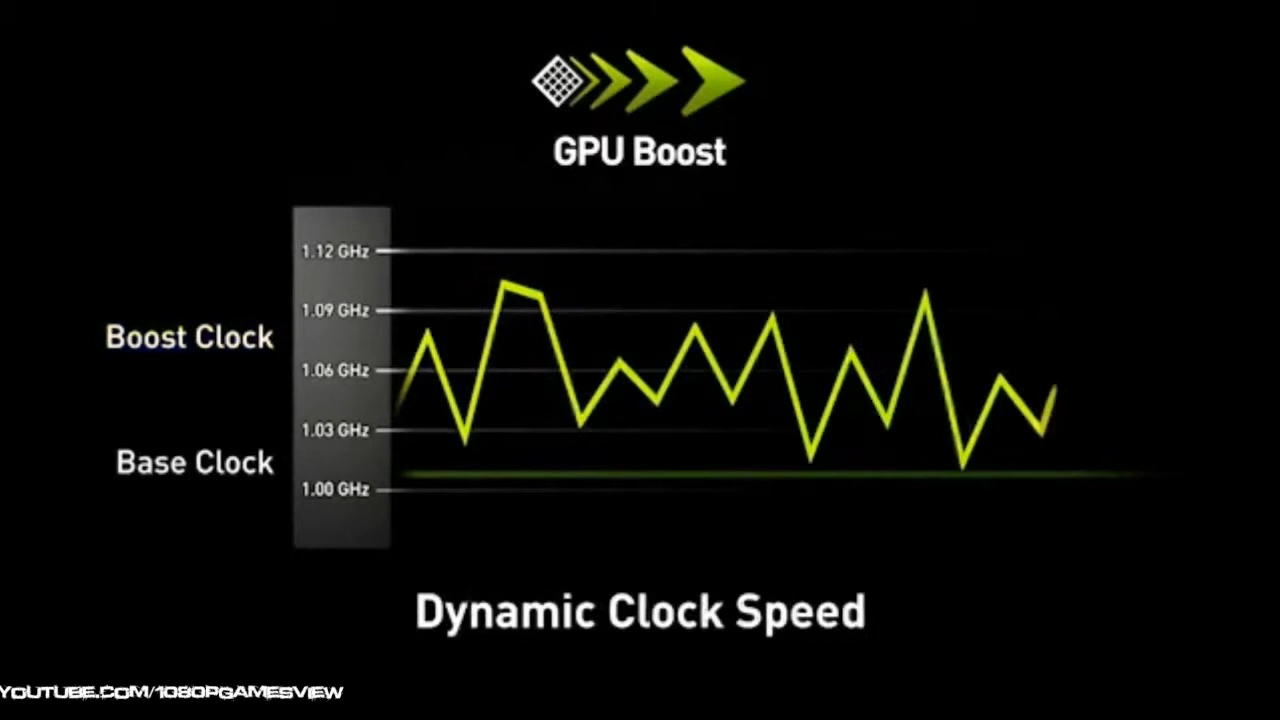 GPU Boost
1.12 GHz
1.09 GHz
Boost Clock
1.06 GHz
1.03 GHz
Base Clock
1.00 GHz
Dynamic Clock Speed
YOUTUBE.COM/1080PGAMESVIEW